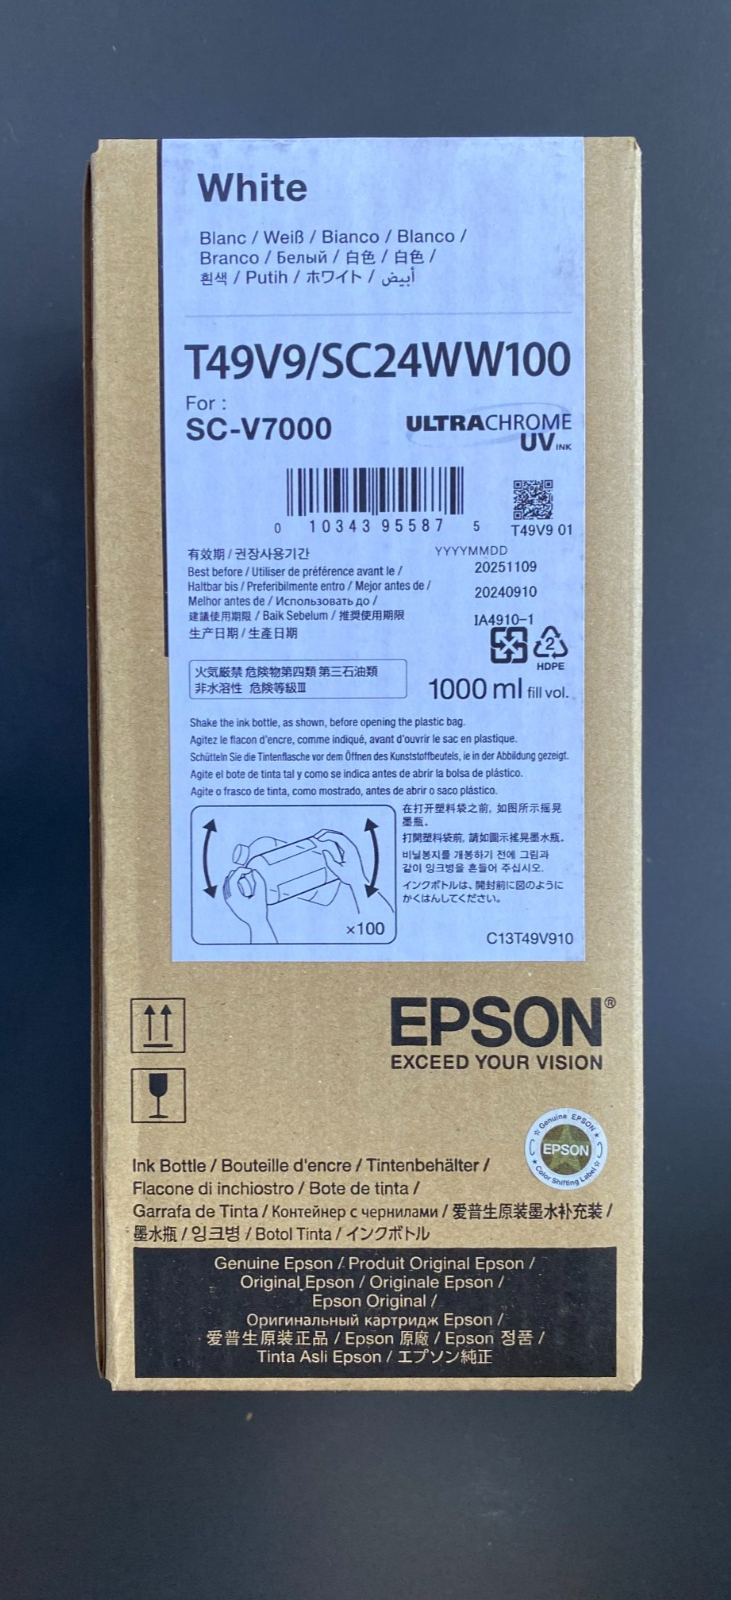 White
Blanc / Weiß / Bianco / Blanco /
Branco / Белый / 白色 / 白色 /
흰색 / Putih / ホワイト / أبيض
T49V9/SC24WW100
For :
SC-V7000
ULTRACHROME
UV INK
0 10343 95587 5
T49V9 01
有效期 / 권장사용기간
YYYYMMDD
Best before / Utiliser de préférence avant le /
20251109
Haltbar bis / Preferibilmente entro / Mejor antes de /
20240910
Melhor antes de / Использовать до /
建議使用期限 / Baik Sebelum / 推奨使用期限
IA4910-1
生产日期 / 生產日期
2
HDPE
火気厳禁 危険物第四類 第三石油類
非水溶性 危険等級Ⅲ
1000 ml fill vol.
Shake the ink bottle, as shown, before opening the plastic bag.
Agitez le flacon d'encre, comme indiqué, avant d'ouvrir le sac en plastique.
Schütteln Sie die Tintenflasche vor dem Öffnen des Kunststoffbeutels, ie in der Abbildung gezeigt.
Agite el bote de tinta tal y como se indica antes de abrir la bolsa de plástico.
Agite o frasco de tinta, como mostrado, antes de abrir o saco plástico.
在打开塑料袋之前, 如图所示摇晃
墨瓶.
打開塑料袋前, 請如圖示搖晃墨水瓶.
비닐봉지를 개봉하기 전에 그림과
같이 잉크병을 흔들어 주십시오.
インクボトルは、開封前に図のように
かくはんしてください。
×100
C13T49V910
EPSON®
EXCEED YOUR VISION
Genuine EPSON
EPSON
Color Shifting Label
Ink Bottle / Bouteille d'encre / Tintenbehälter /
Flacone di inchiostro / Bote de tinta /
Garrafa de Tinta / Контейнер с чернилами / 爱普生原装墨水补充装 /
墨水瓶 / 잉크병 / Botol Tinta / インクボトル
Genuine Epson / Produit Original Epson /
Original Epson / Originale Epson /
Epson Original /
Оригинальный картридж Epson /
爱普生原装正品 / Epson 原廠 / Epson 정품 /
Tinta Asli Epson / エプソン純正